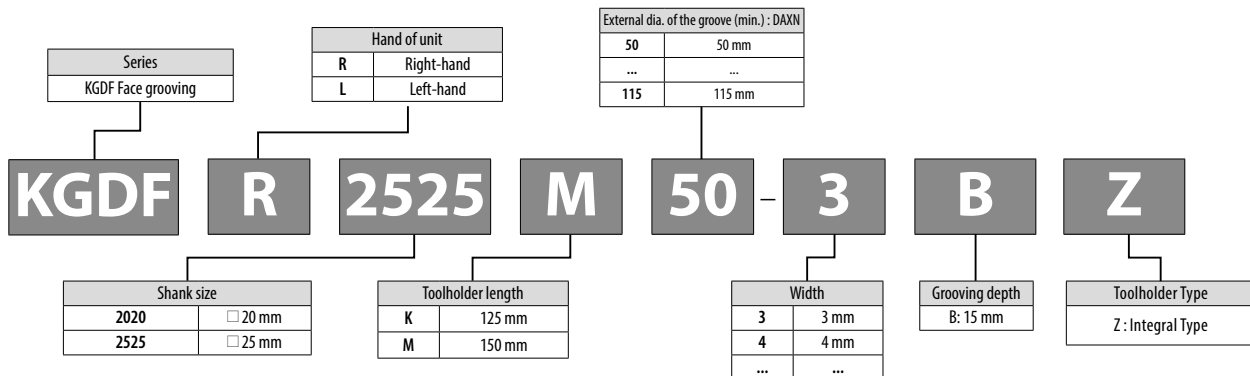 External dia. of the groove (min.) : DAXN
50 50 mm
... ...
115 115 mm
Hand of unit
R Right-hand
L Left-hand
Series
KGDF Face grooving
KGDF R 2525 M 50 – 3 B Z
Shank size
2020 □ 20 mm
2525 □ 25 mm
Toolholder length
K 125 mm
M 150 mm
Width
3 3 mm
4 4 mm
... ...
Grooving depth
B: 15 mm
Toolholder Type
Z : Integral Type